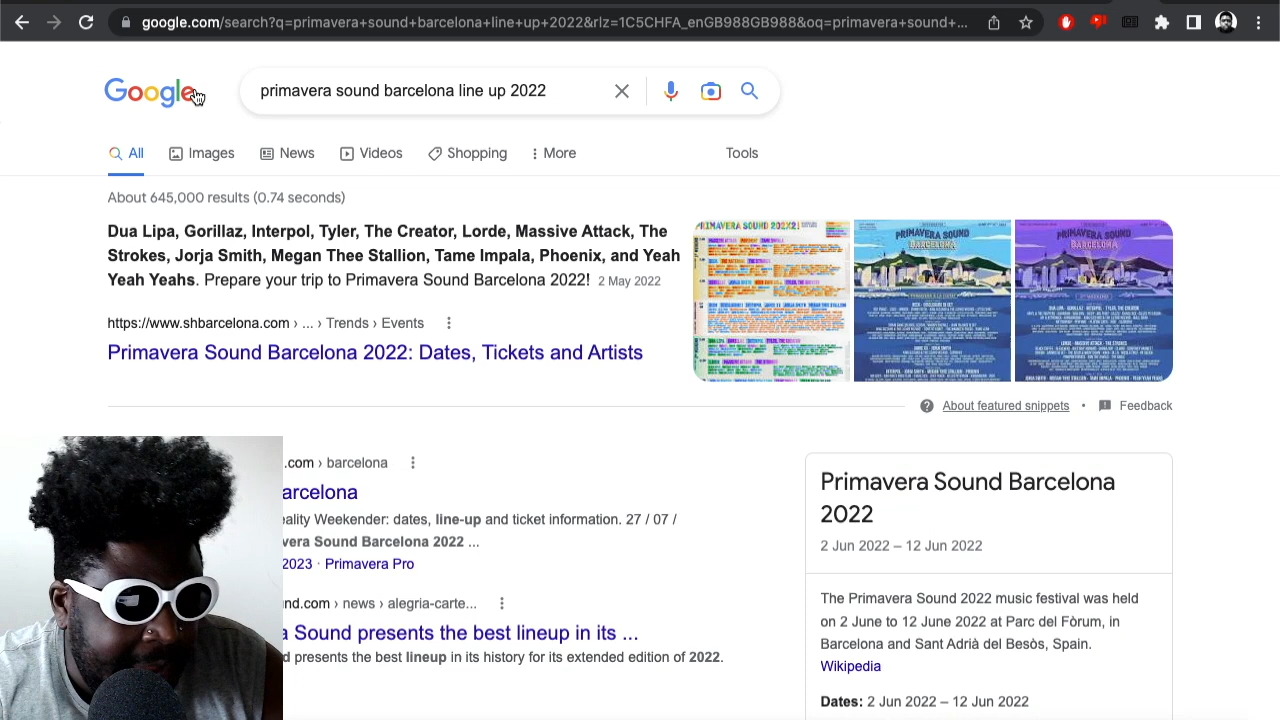 google.com/search?q=primavera+sound+barcelona+line+up+2022&rlz=1C5CHFA_enGB988GB988&oq=primavera+sound+...
Google
primavera sound barcelona line up 2022
All
Images
News
Videos
Shopping
More
Tools
About 645,000 results (0.74 seconds)
Dua Lipa, Gorillaz, Interpol, Tyler, The Creator, Lorde, Massive Attack, The
Strokes, Jorja Smith, Megan Thee Stallion, Tame Impala, Phoenix, and Yeah
Yeah Yeahs. Prepare your trip to Primavera Sound Barcelona 2022! 2 May 2022
PRIMAVERA SOUND
BARCELONA
PRIMAVERA SOUND
BARCELONA
https://www.shbarcelona.com › ... › Trends › Events
Primavera Sound Barcelona 2022: Dates, Tickets and Artists
About featured snippets • Feedback
.com › barcelona
arcelona
eality Weekender: dates, line-up and ticket information. 27 / 07 /
vera Sound Barcelona 2022 ...
2023 · Primavera Pro
nd.com › news › alegria-carte...
a Sound presents the best lineup in its ...
d presents the best lineup in its history for its extended edition of 2022.
Primavera Sound Barcelona
2022
2 Jun 2022 – 12 Jun 2022
The Primavera Sound 2022 music festival was held
on 2 June to 12 June 2022 at Parc del Fòrum, in
Barcelona and Sant Adrià del Besòs, Spain.
Wikipedia
Dates: 2 Jun 2022 – 12 Jun 2022